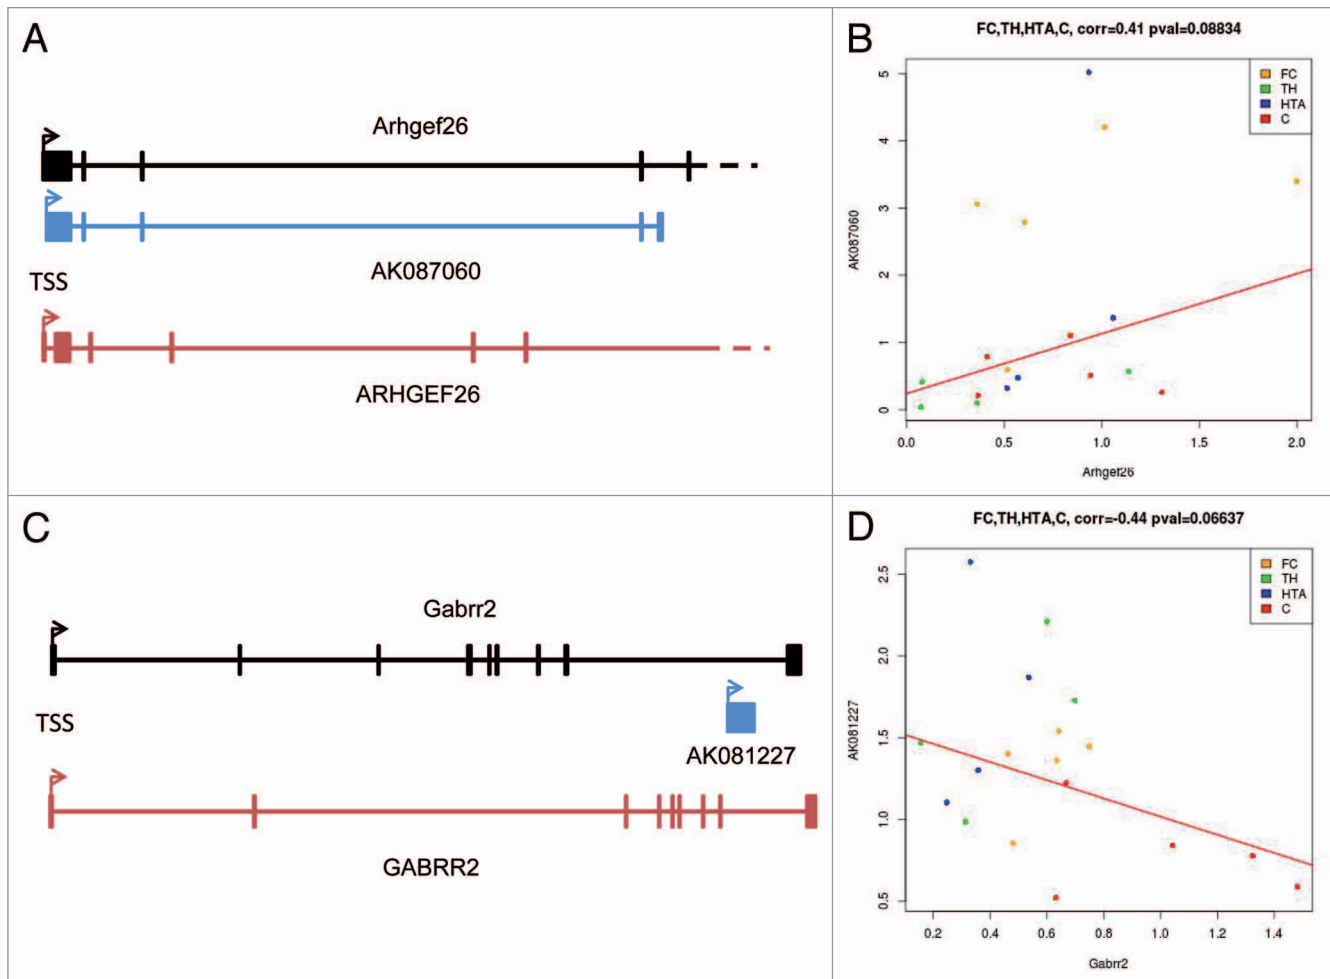 A
Arhgef26
AK087060
TSS
ARHGEF26
B
FC,TH,HTA,C, corr=0.41 pval=0.08834
FC
TH
HTA
C
5
4
3
2
1
0
AK087060
0.0 0.5 1.0 1.5 2.0
Arhgef26
C
Gabrr2
TSS
AK081227
GABRR2
D
FC,TH,HTA,C, corr=-0.44 pval=0.06637
FC
TH
HTA
C
2.5
2.0
1.5
1.0
0.5
AK081227
0.2 0.4 0.6 0.8 1.0 1.2 1.4
Gabrr2